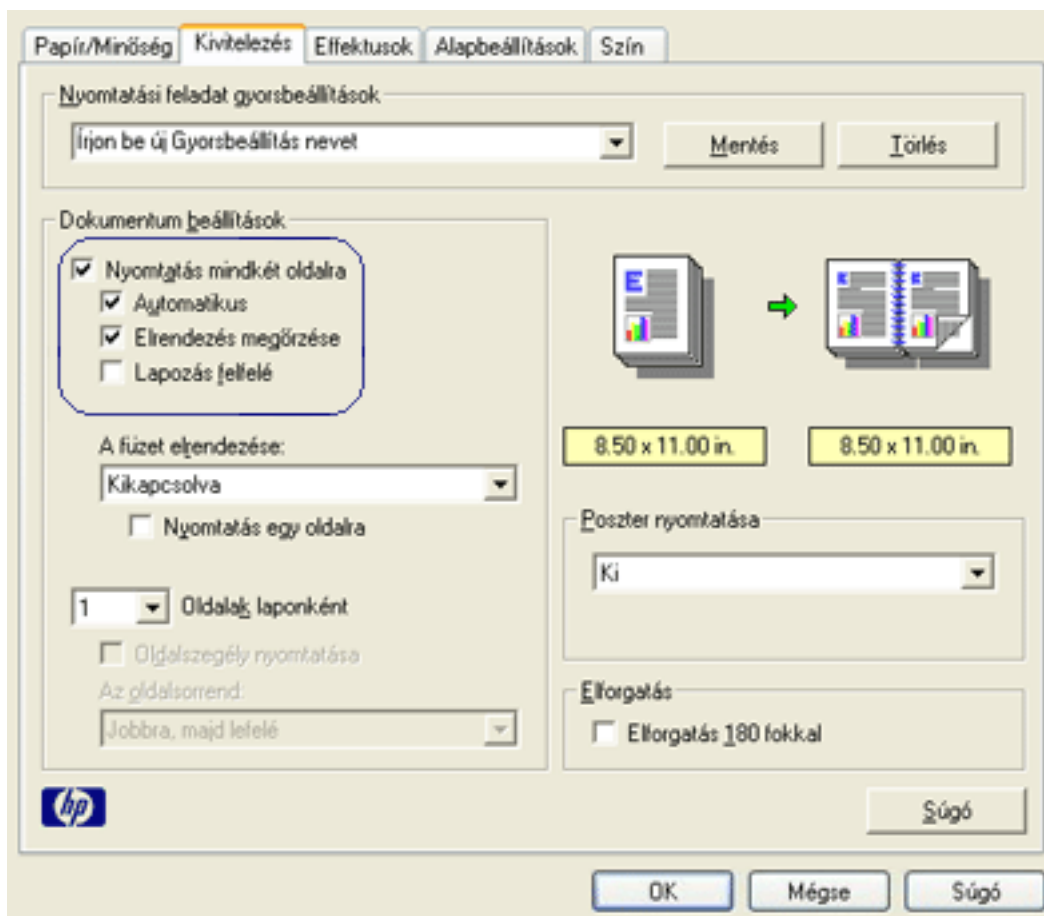 Papír/Minőség Kivitelezés Effektusok Alapbeállítások Szín
Nyomtatási feladat gyorsbeállítások
Írjon be új Gyorsbeállítás nevet
Mentés
Törlés
Dokumentum beállítások
Nyomtatás mindkét oldalra
Automatikus
Elrendezés megőrzése
Lapozás felfelé
A füzet elrendezése:
Kikapcsolva
Nyomtatás egy oldalra
1 Oldalak laponként
Oldalszegély nyomtatása
Az oldalsorrend:
Jobbra, majd lefelé
E
E E
8.50 x 11.00 in.
8.50 x 11.00 in.
Poszter nyomtatása
Ki
Elforgatás
Elforgatás 180 fokkal
hp
Súgó
OK Mégse Súgó